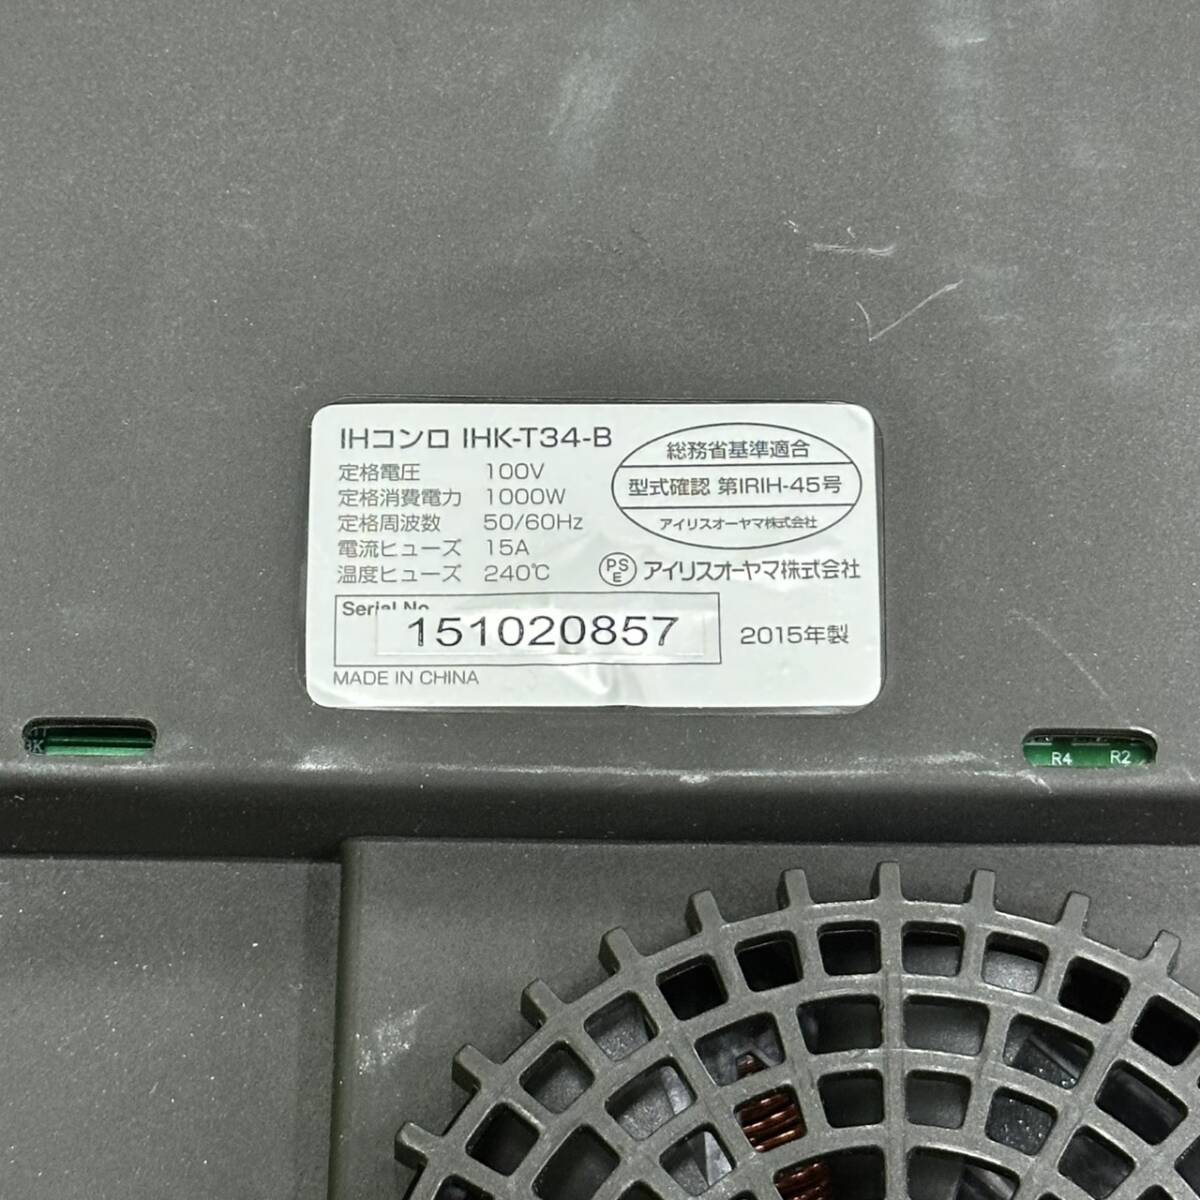 IHコンロ IHK-T34-B
定格電圧 100V
定格消費電力 1000W
定格周波数 50/60Hz
電流ヒューズ 15A
温度ヒューズ 240℃
総務省基準適合
型式確認 第IRIH-45号
アイリスオーヤマ株式会社
PSE アイリスオーヤマ株式会社
Serial No.
151020857
2015年製
MADE IN CHINA
R4 R2